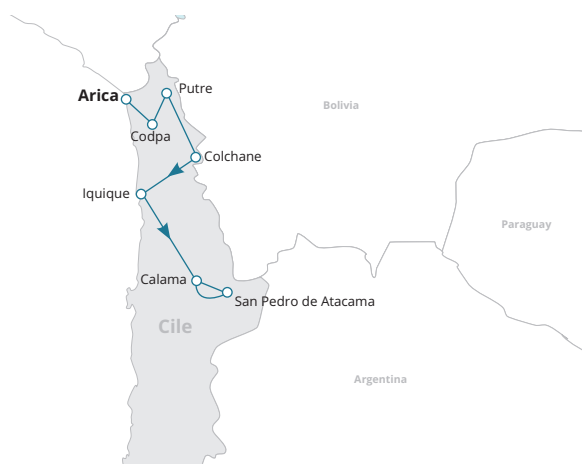 Arica
Putre
Bolivia
Codpa
Colchane
Iquique
Paraguay
Calama
San Pedro de Atacama
Cile
Argentina